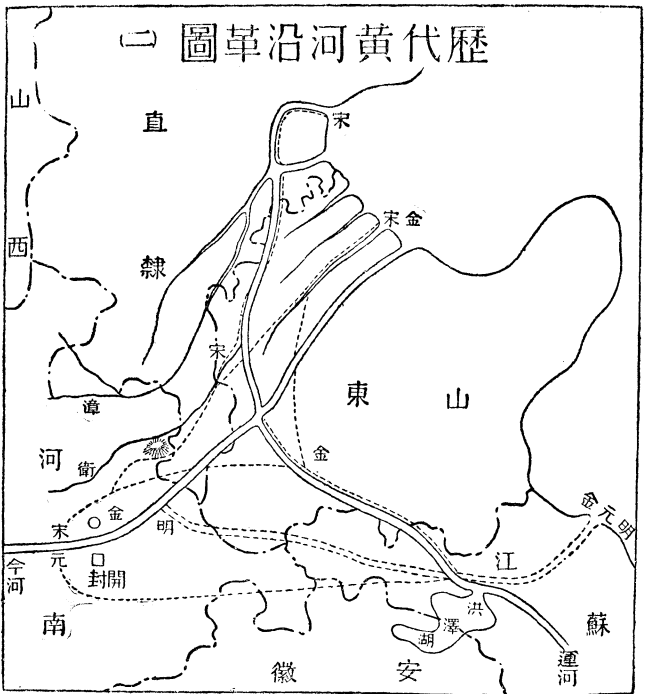 歷代黃河沿革圖 (二)
山西
直隸
宋
宋金
宋
漳
山東
河南
衛
金
金
宋
元
明
金元明
今河
開封
江蘇
洪澤湖
運河
安徽